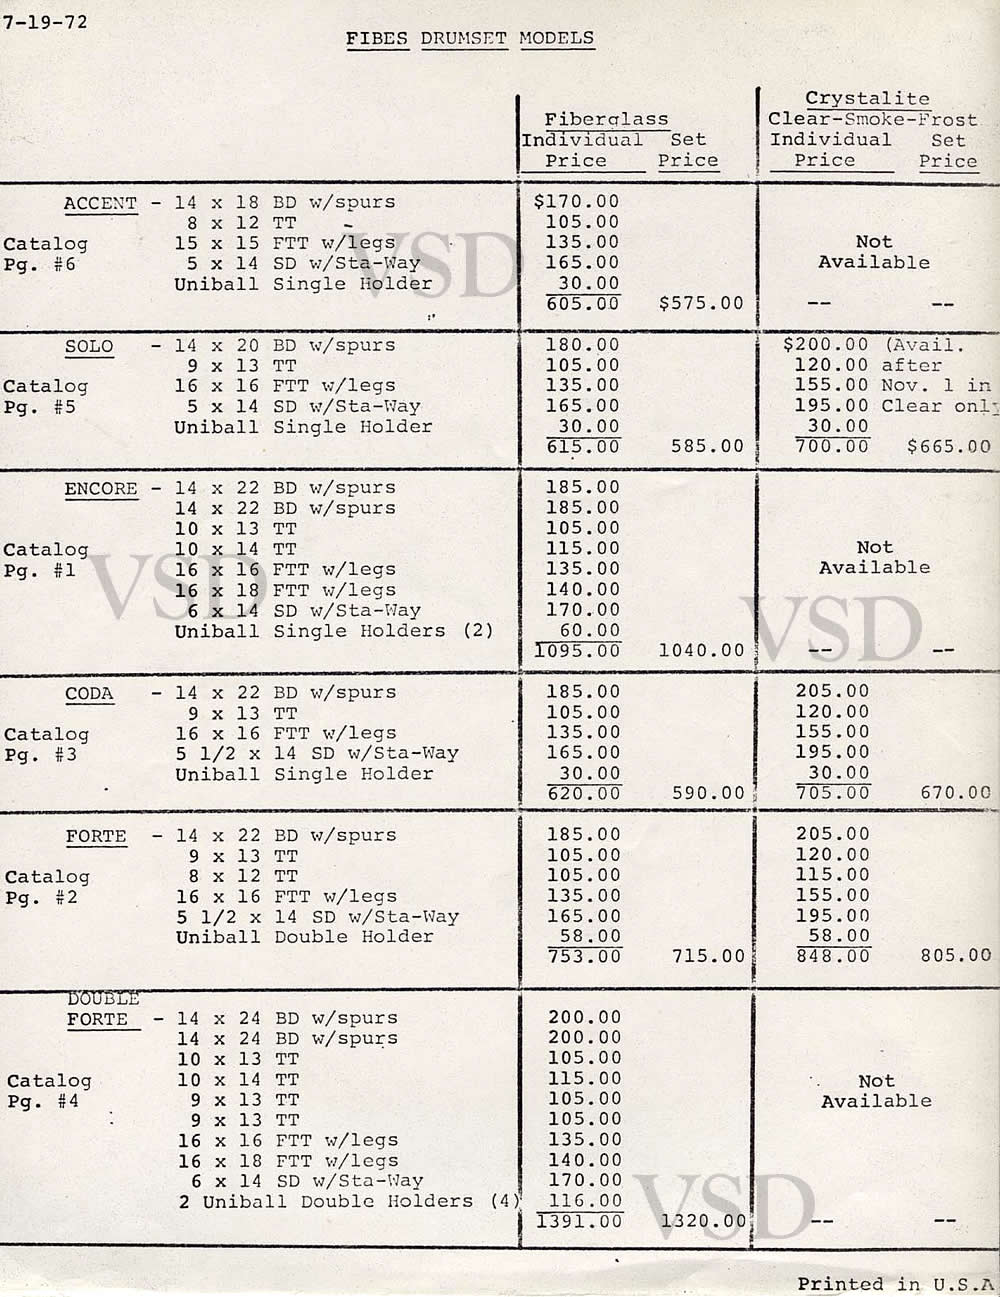 7-19-72
FIBES DRUMSET MODELS
Crystalite
Fiberglass Clear-Smoke-Frost
Individual Set Individual Set
Price Price Price Price
ACCENT - 14 x 18 BD w/spurs $170.00
8 x 12 TT 105.00
Catalog 15 x 15 FTT w/legs 135.00 Not
Pg. #6 5 x 14 SD w/Sta-Way 165.00 Available
Uniball Single Holder 30.00
605.00 $575.00 -- --
SOLO - 14 x 20 BD w/spurs 180.00 $200.00 (Avail.
9 x 13 TT 105.00 120.00 after
Catalog 16 x 16 FTT w/legs 135.00 155.00 Nov. 1 in
Pg. #5 5 x 14 SD w/Sta-Way 165.00 195.00 Clear only
Uniball Single Holder 30.00 30.00
615.00 585.00 700.00 $665.00
ENCORE - 14 x 22 BD w/spurs 185.00
14 x 22 BD w/spurs 185.00
10 x 13 TT 105.00
Catalog 10 x 14 TT 115.00 Not
Pg. #1 16 x 16 FTT w/legs 135.00 Available
16 x 18 FTT w/legs 140.00
6 x 14 SD w/Sta-Way 170.00
Uniball Single Holders (2) 60.00
1095.00 1040.00 -- --
CODA - 14 x 22 BD w/spurs 185.00 205.00
9 x 13 TT 105.00 120.00
Catalog 16 x 16 FTT w/legs 135.00 155.00
Pg. #3 5 1/2 x 14 SD w/Sta-Way 165.00 195.00
Uniball Single Holder 30.00 30.00
620.00 590.00 705.00 670.00
FORTE - 14 x 22 BD w/spurs 185.00 205.00
9 x 13 TT 105.00 120.00
Catalog 8 x 12 TT 105.00 115.00
Pg. #2 16 x 16 FTT w/legs 135.00 155.00
5 1/2 x 14 SD w/Sta-Way 165.00 195.00
Uniball Double Holder 58.00 58.00
753.00 715.00 848.00 805.00
DOUBLE
FORTE - 14 x 24 BD w/spurs 200.00
14 x 24 BD w/spurs 200.00
10 x 13 TT 105.00
Catalog 10 x 14 TT 115.00 Not
Pg. #4 9 x 13 TT 105.00 Available
9 x 13 TT 105.00
16 x 16 FTT w/legs 135.00
16 x 18 FTT w/legs 140.00
6 x 14 SD w/Sta-Way 170.00
2 Uniball Double Holders (4) 116.00
1391.00 1320.00 -- --
Printed in U.S.A
VSD
VSD
VSD
VSD